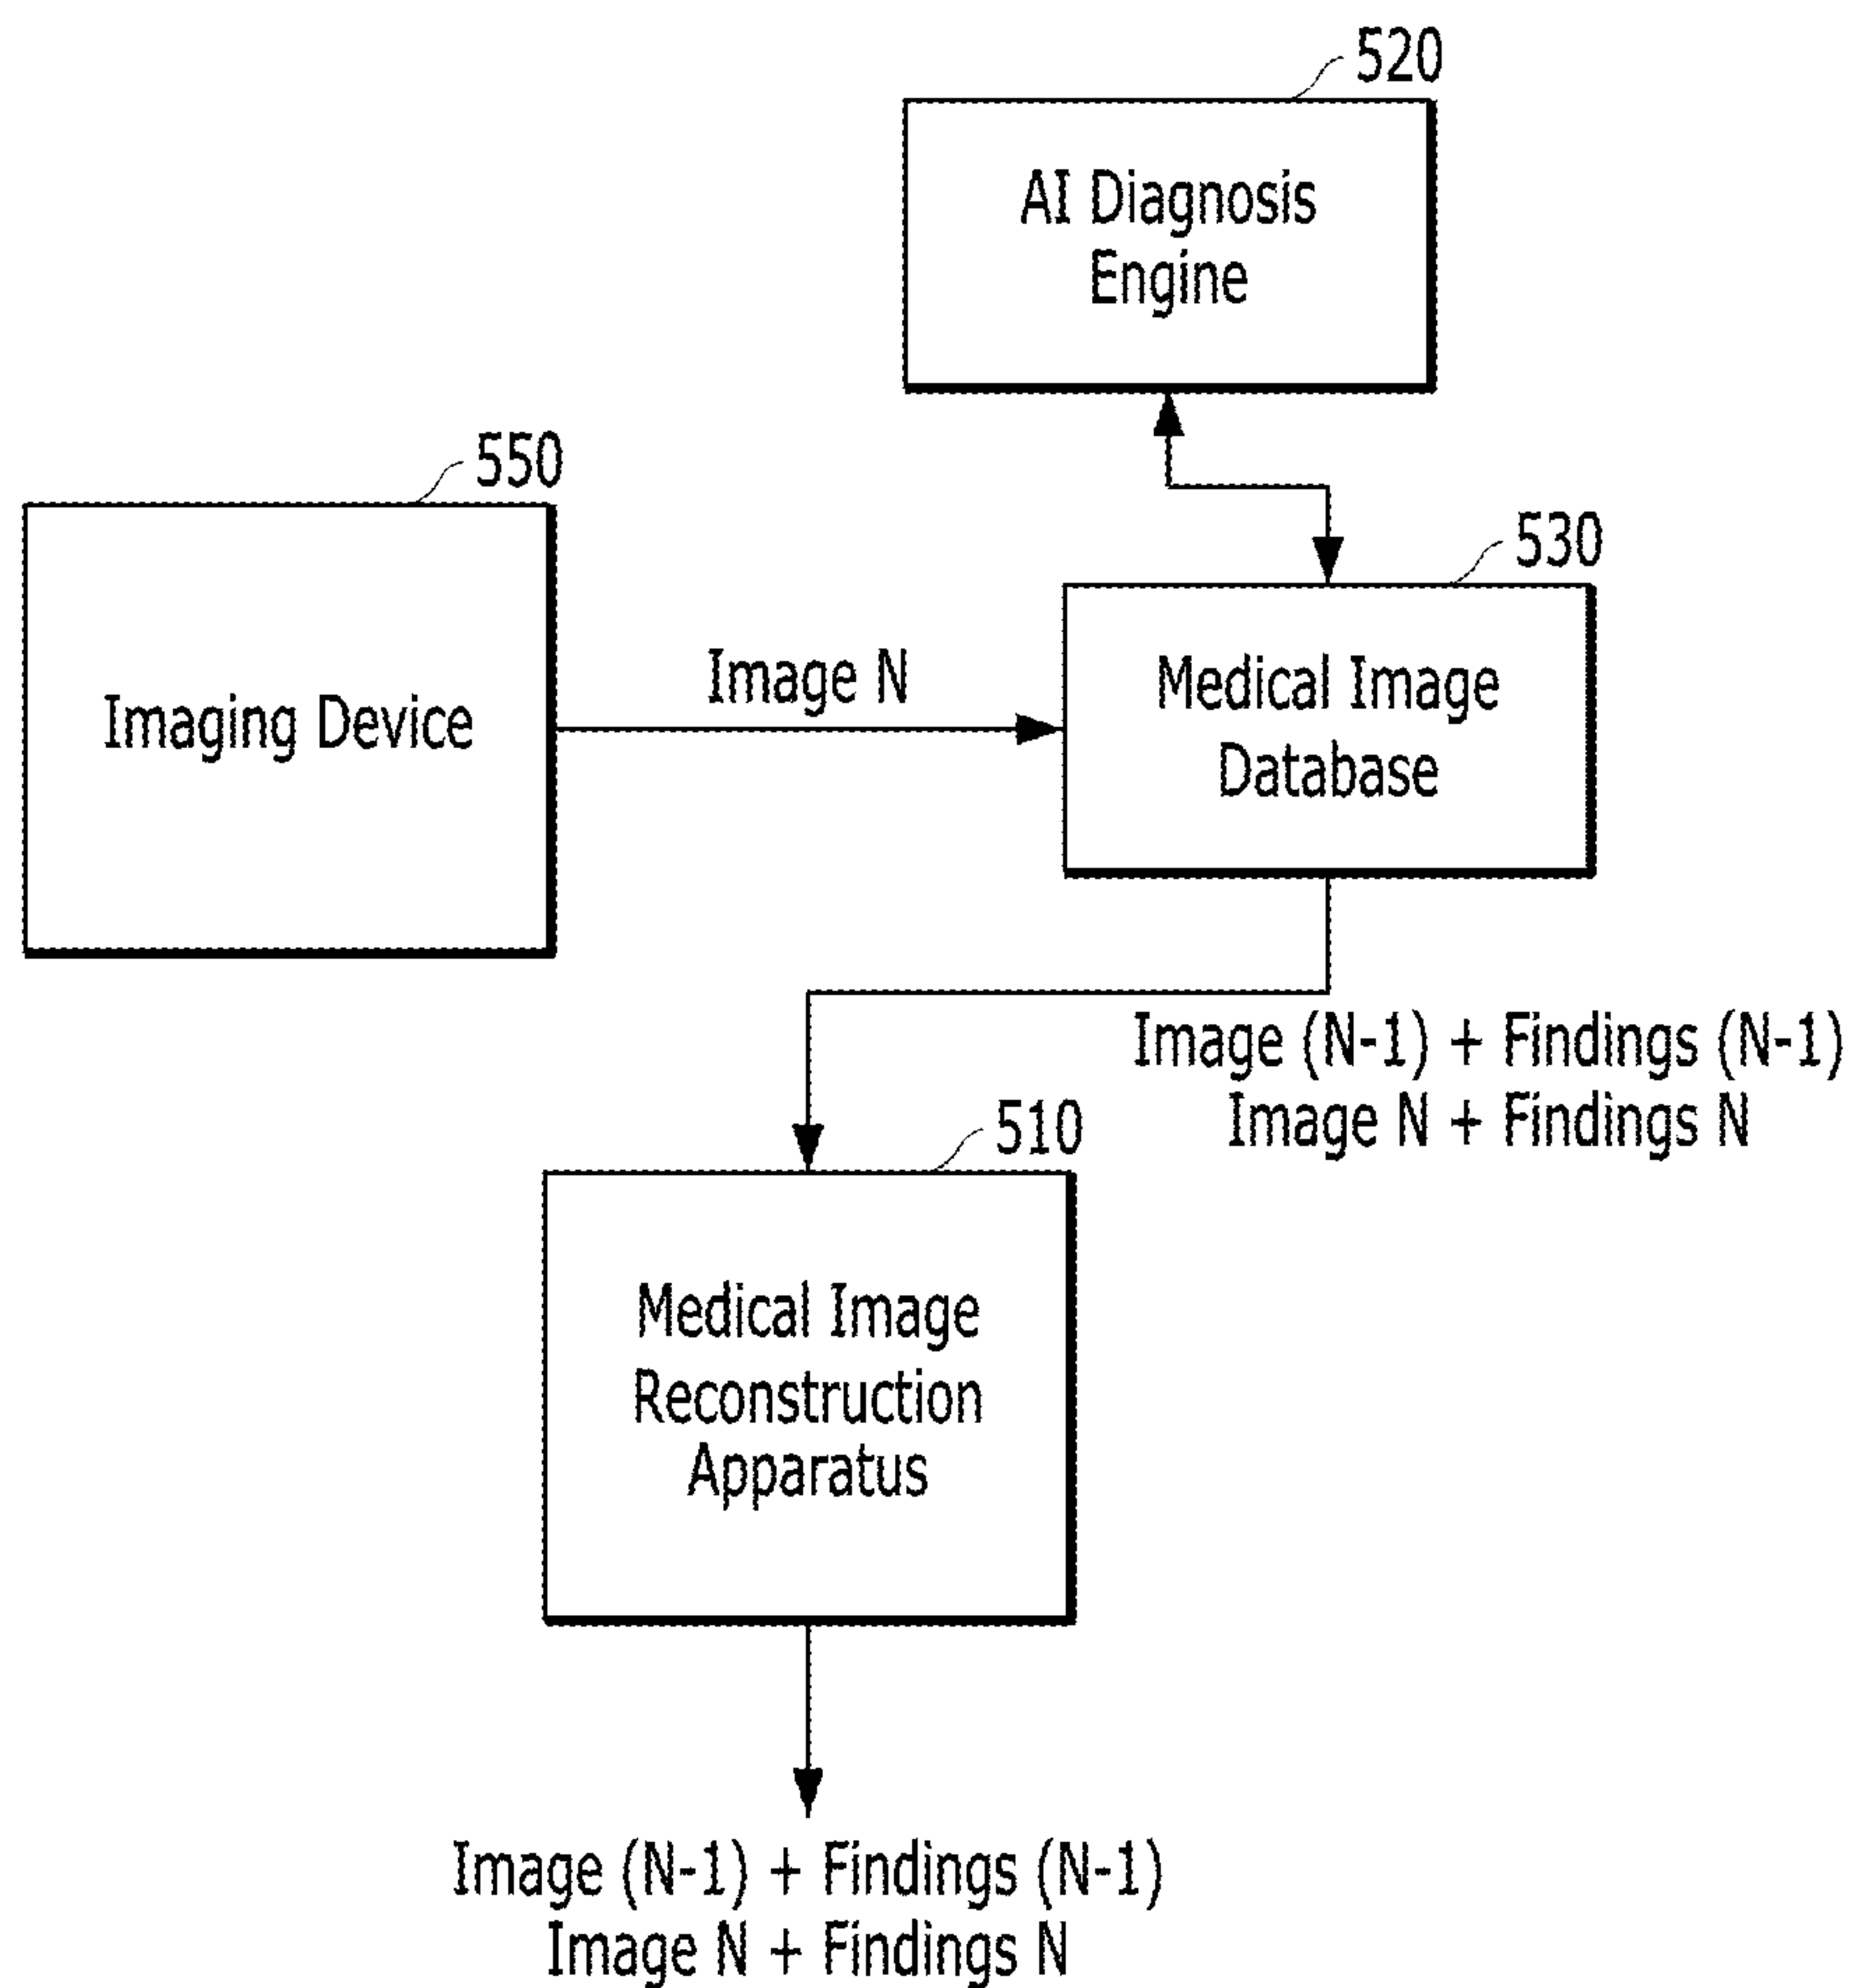 520
AI Diagnosis
Engine
550
530
Imaging Device
Image N
Medical Image
Database
Image (N-1) + Findings (N-1)
Image N + Findings N
510
Medical Image
Reconstruction
Apparatus
Image (N-1) + Findings (N-1)
Image N + Findings N